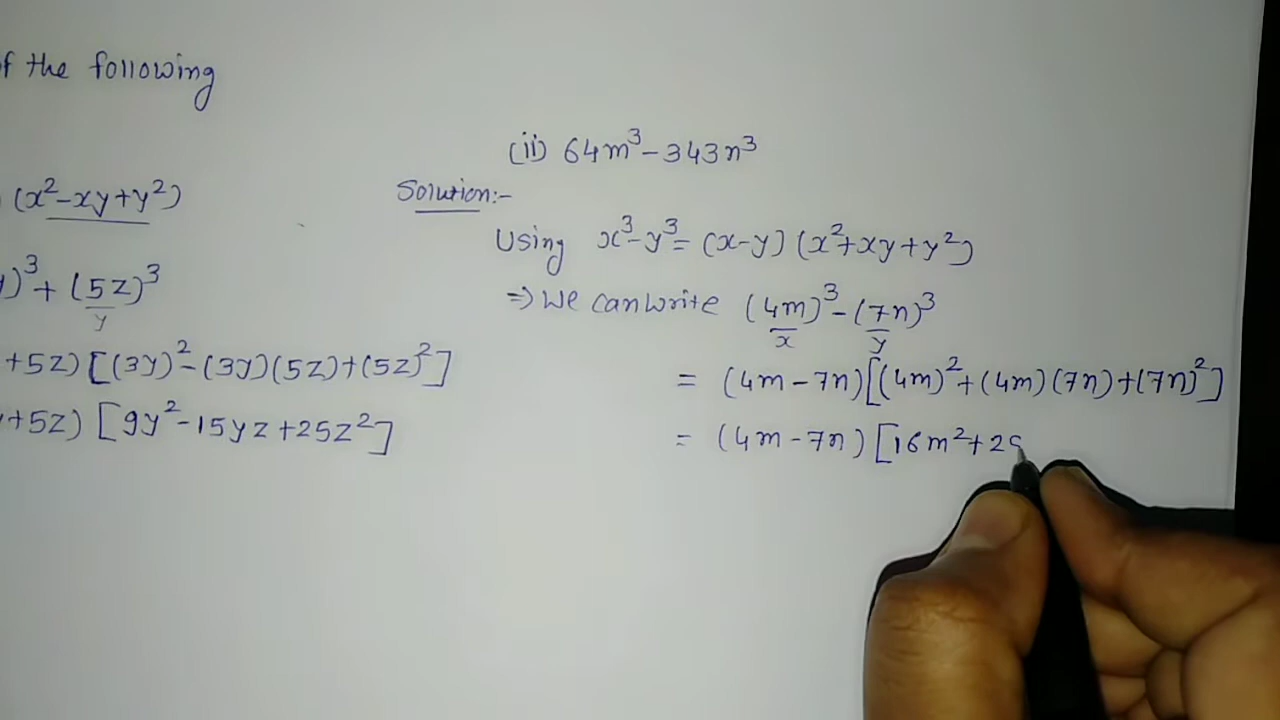 f the following
(x²-xy+y²)
)³+(5z)³
y
+5z)[(3y)²-(3y)(5z)+(5z)²]
+5z)[9y²-15yz+25z²]
(ii) 64m³-343n³
Solution:-
Using x³-y³=(x-y)(x²+xy+y²)
⇒ We can write (4m)³-(7n)³
x y
= (4m-7n)[(4m)²+(4m)(7n)+(7n)²]
= (4m-7n)[16m²+2